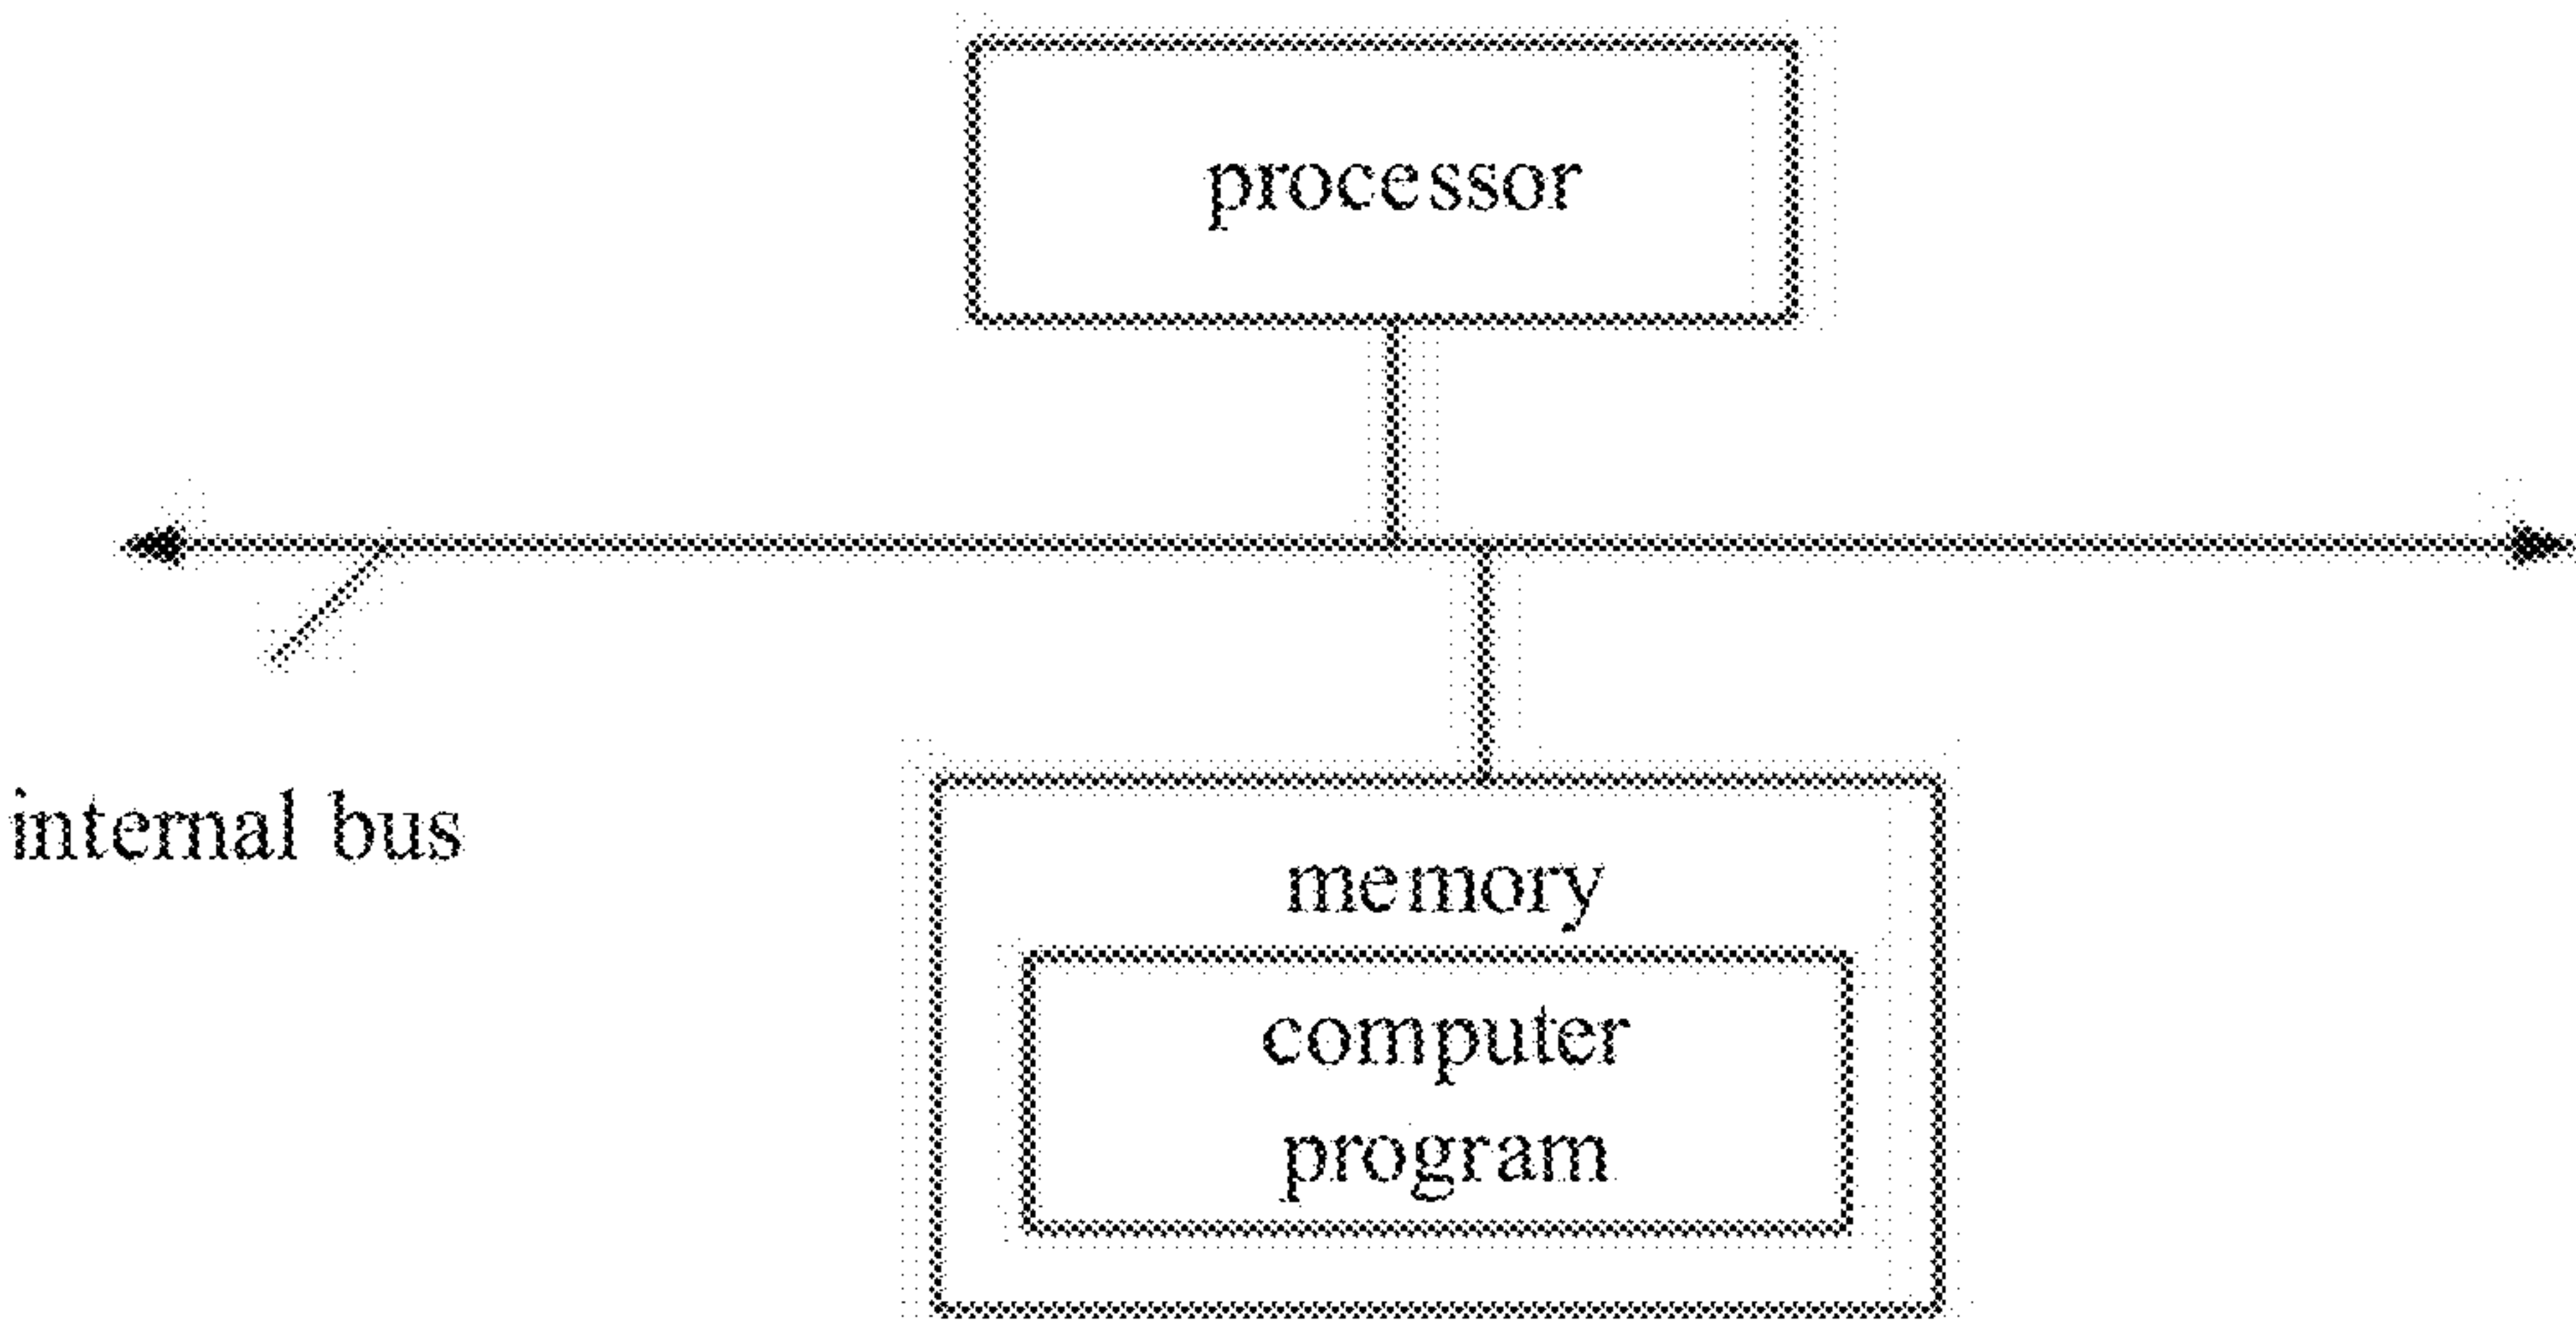 processor
internal bus
memory
computer
program